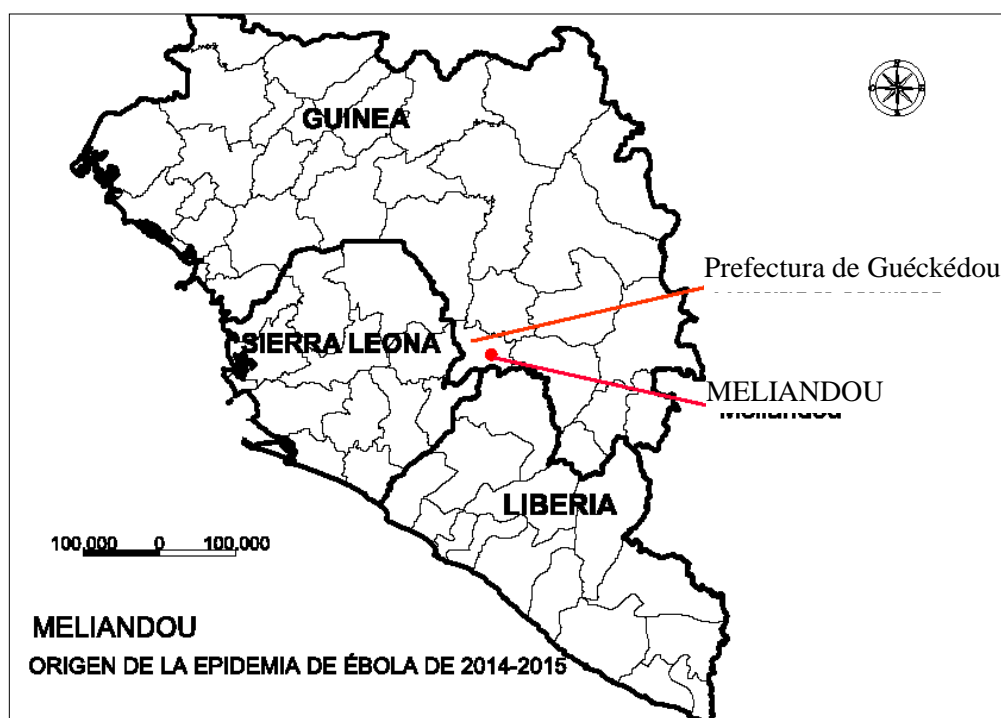 GUINEA
Prefectura de Guéckédou
SIERRA LEONA
MELIANDOU
Meliandou
LIBERIA
100,000 0 100,000
MELIANDOU
ORIGEN DE LA EPIDEMIA DE ÉBOLA DE 2014-2015